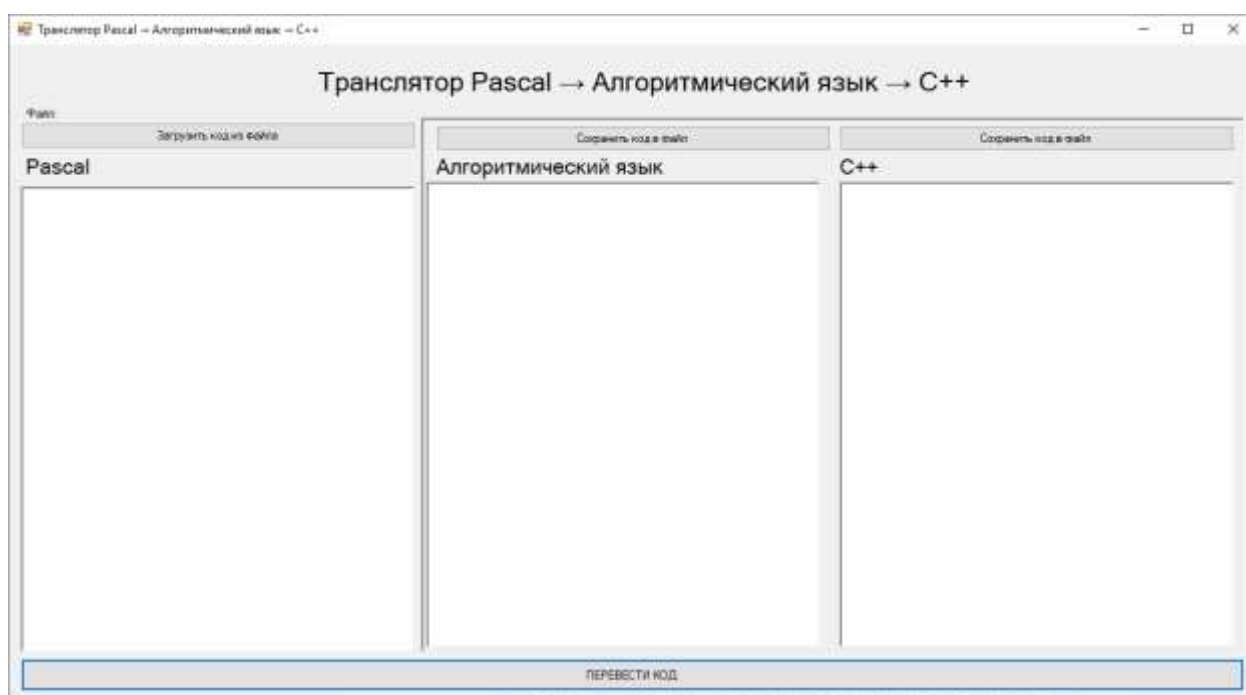 Транслятор Pascal → Алгоритмический язык → C++
Транслятор Pascal → Алгоритмический язык → C++
Файл
Загрузить код из файла
Сохранить код в файл
Сохранить код в файл
Pascal
Алгоритмический язык
C++
ПЕРЕВЕСТИ КОД